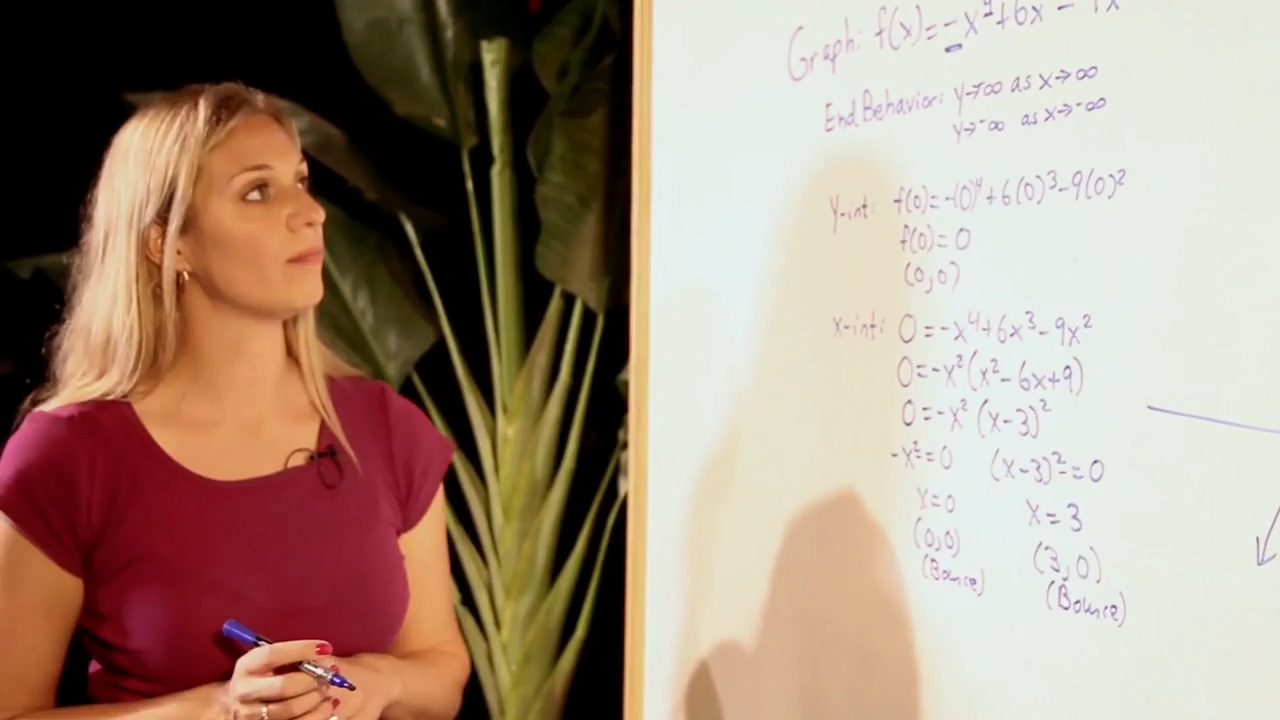 Graph: f(x)=-x⁴+6x - 9x
End Behavior: y→∞ as x→∞
y→-∞ as x→-∞
y-int: f(0)=-(0)⁴+6(0)³-9(0)²
f(0)=0
(0,0)
x-int: 0=-x⁴+6x³-9x²
0=-x²(x²-6x+9)
0=-x²(x-3)²
-x²=0 (x-3)²=0
x=0 x=3
(0,0) (3,0)
(Bounce) (Bounce)